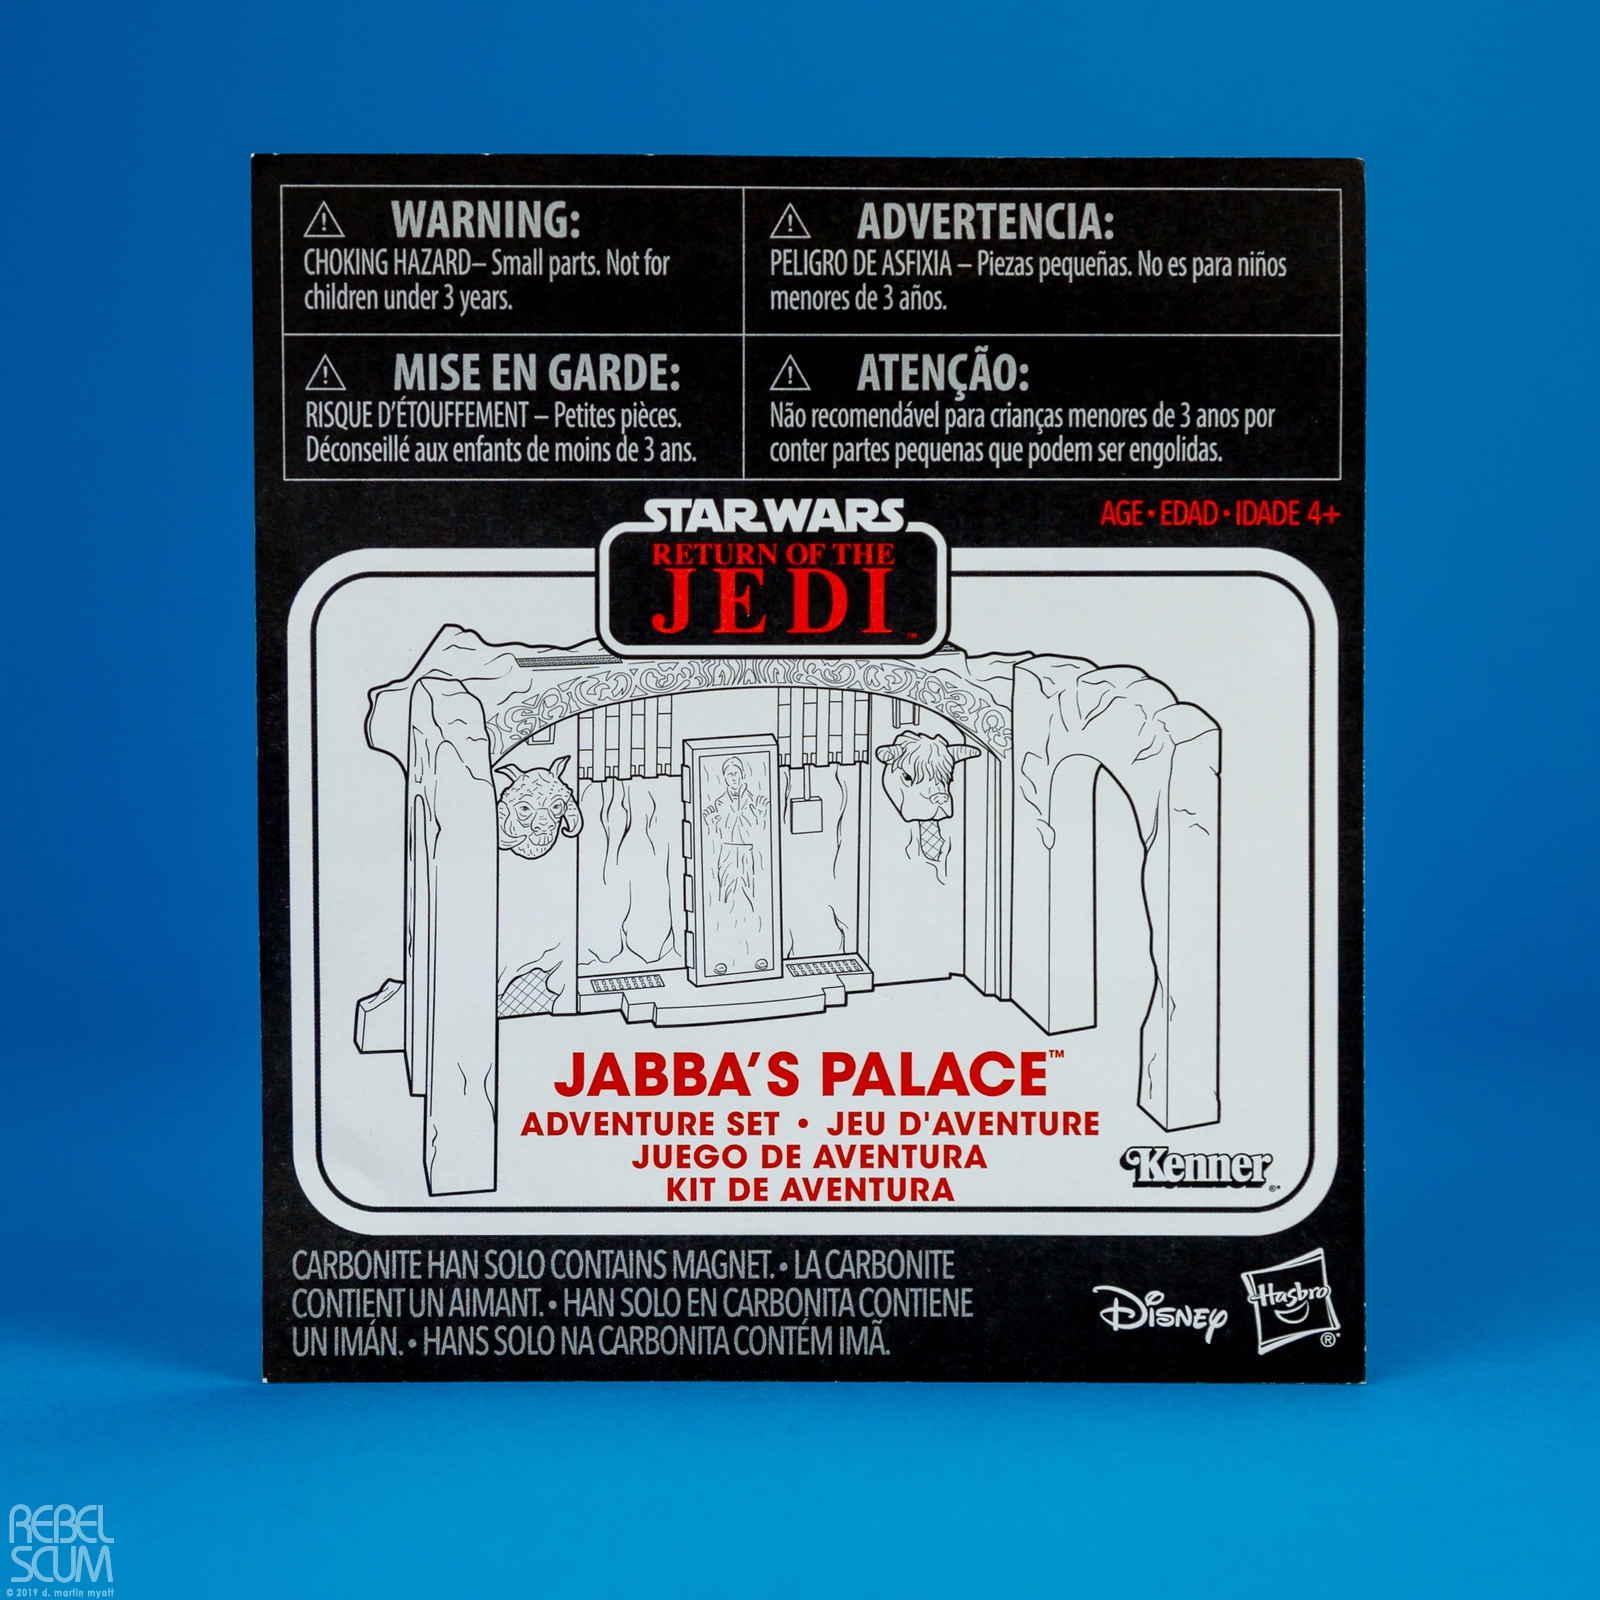 WARNING:
CHOKING HAZARD– Small parts. Not for
children under 3 years.
ADVERTENCIA:
PELIGRO DE ASFIXIA – Piezas pequeñas. No es para niños
menores de 3 años.
MISE EN GARDE:
RISQUE D'ÉTOUFFEMENT – Petites pièces.
Déconseillé aux enfants de moins de 3 ans.
ATENÇÃO:
Não recomendável para crianças menores de 3 anos por
conter partes pequenas que podem ser engolidas.
AGE • EDAD • IDADE 4+
STAR WARS
RETURN OF THE
JEDI ™
JABBA'S PALACE™
ADVENTURE SET • JEU D'AVENTURE
JUEGO DE AVENTURA
KIT DE AVENTURA
Kenner ®*
CARBONITE HAN SOLO CONTAINS MAGNET. • LA CARBONITE
CONTIENT UN AIMANT. • HAN SOLO EN CARBONITA CONTIENE
UN IMÁN. • HANS SOLO NA CARBONITA CONTÉM IMÃ.
Disney
Hasbro ®*
REBEL
SCUM
© 2019 d. martin myatt